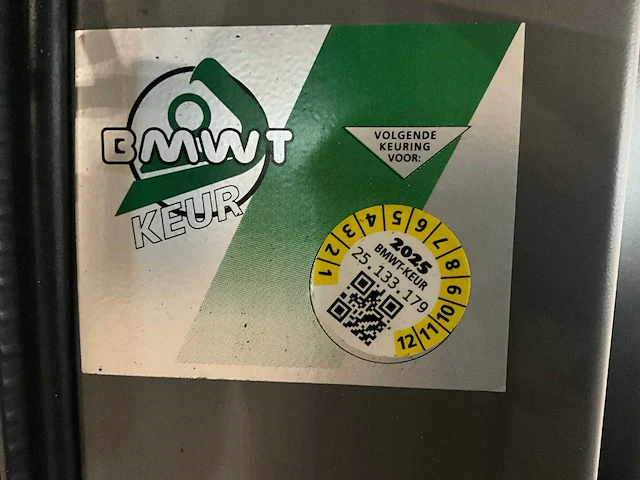 BMWT
KEUR
VOLGENDE
KEURING
VOOR:
1 2 3 4 5 6 7 8 9 10 11 12
2025
BMWT-KEUR
25.133.179